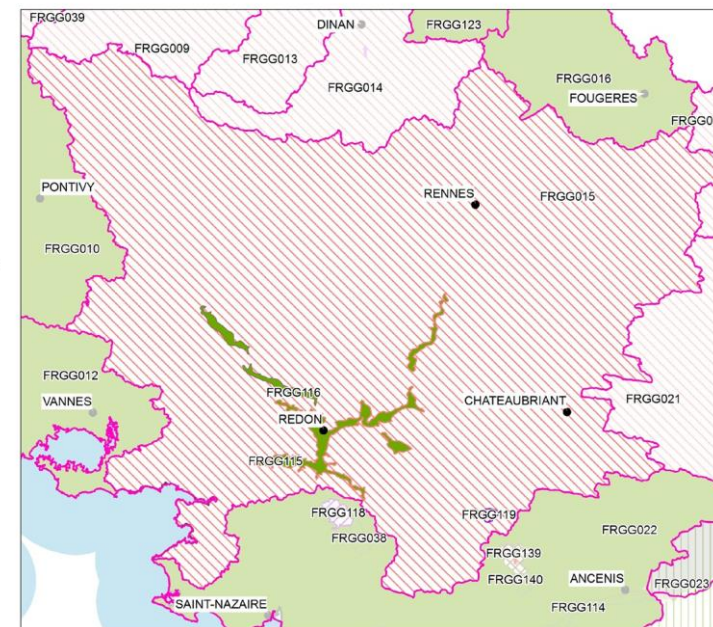 FRGG039
DINAN
FRGG123
FRGG009
FRGG013
FRGG014
FRGG016
FOUGERES
FRGG0
PONTIVY
RENNES
FRGG015
FRGG010
FRGG012
FRGG116
VANNES
CHATEAUBRIANT
FRGG021
REDON
FRGG115
FRGG118
FRGG119
FRGG038
FRGG022
FRGG139
FRGG140
ANCENIS
FRGG023
SAINT-NAZAIRE
FRGG114